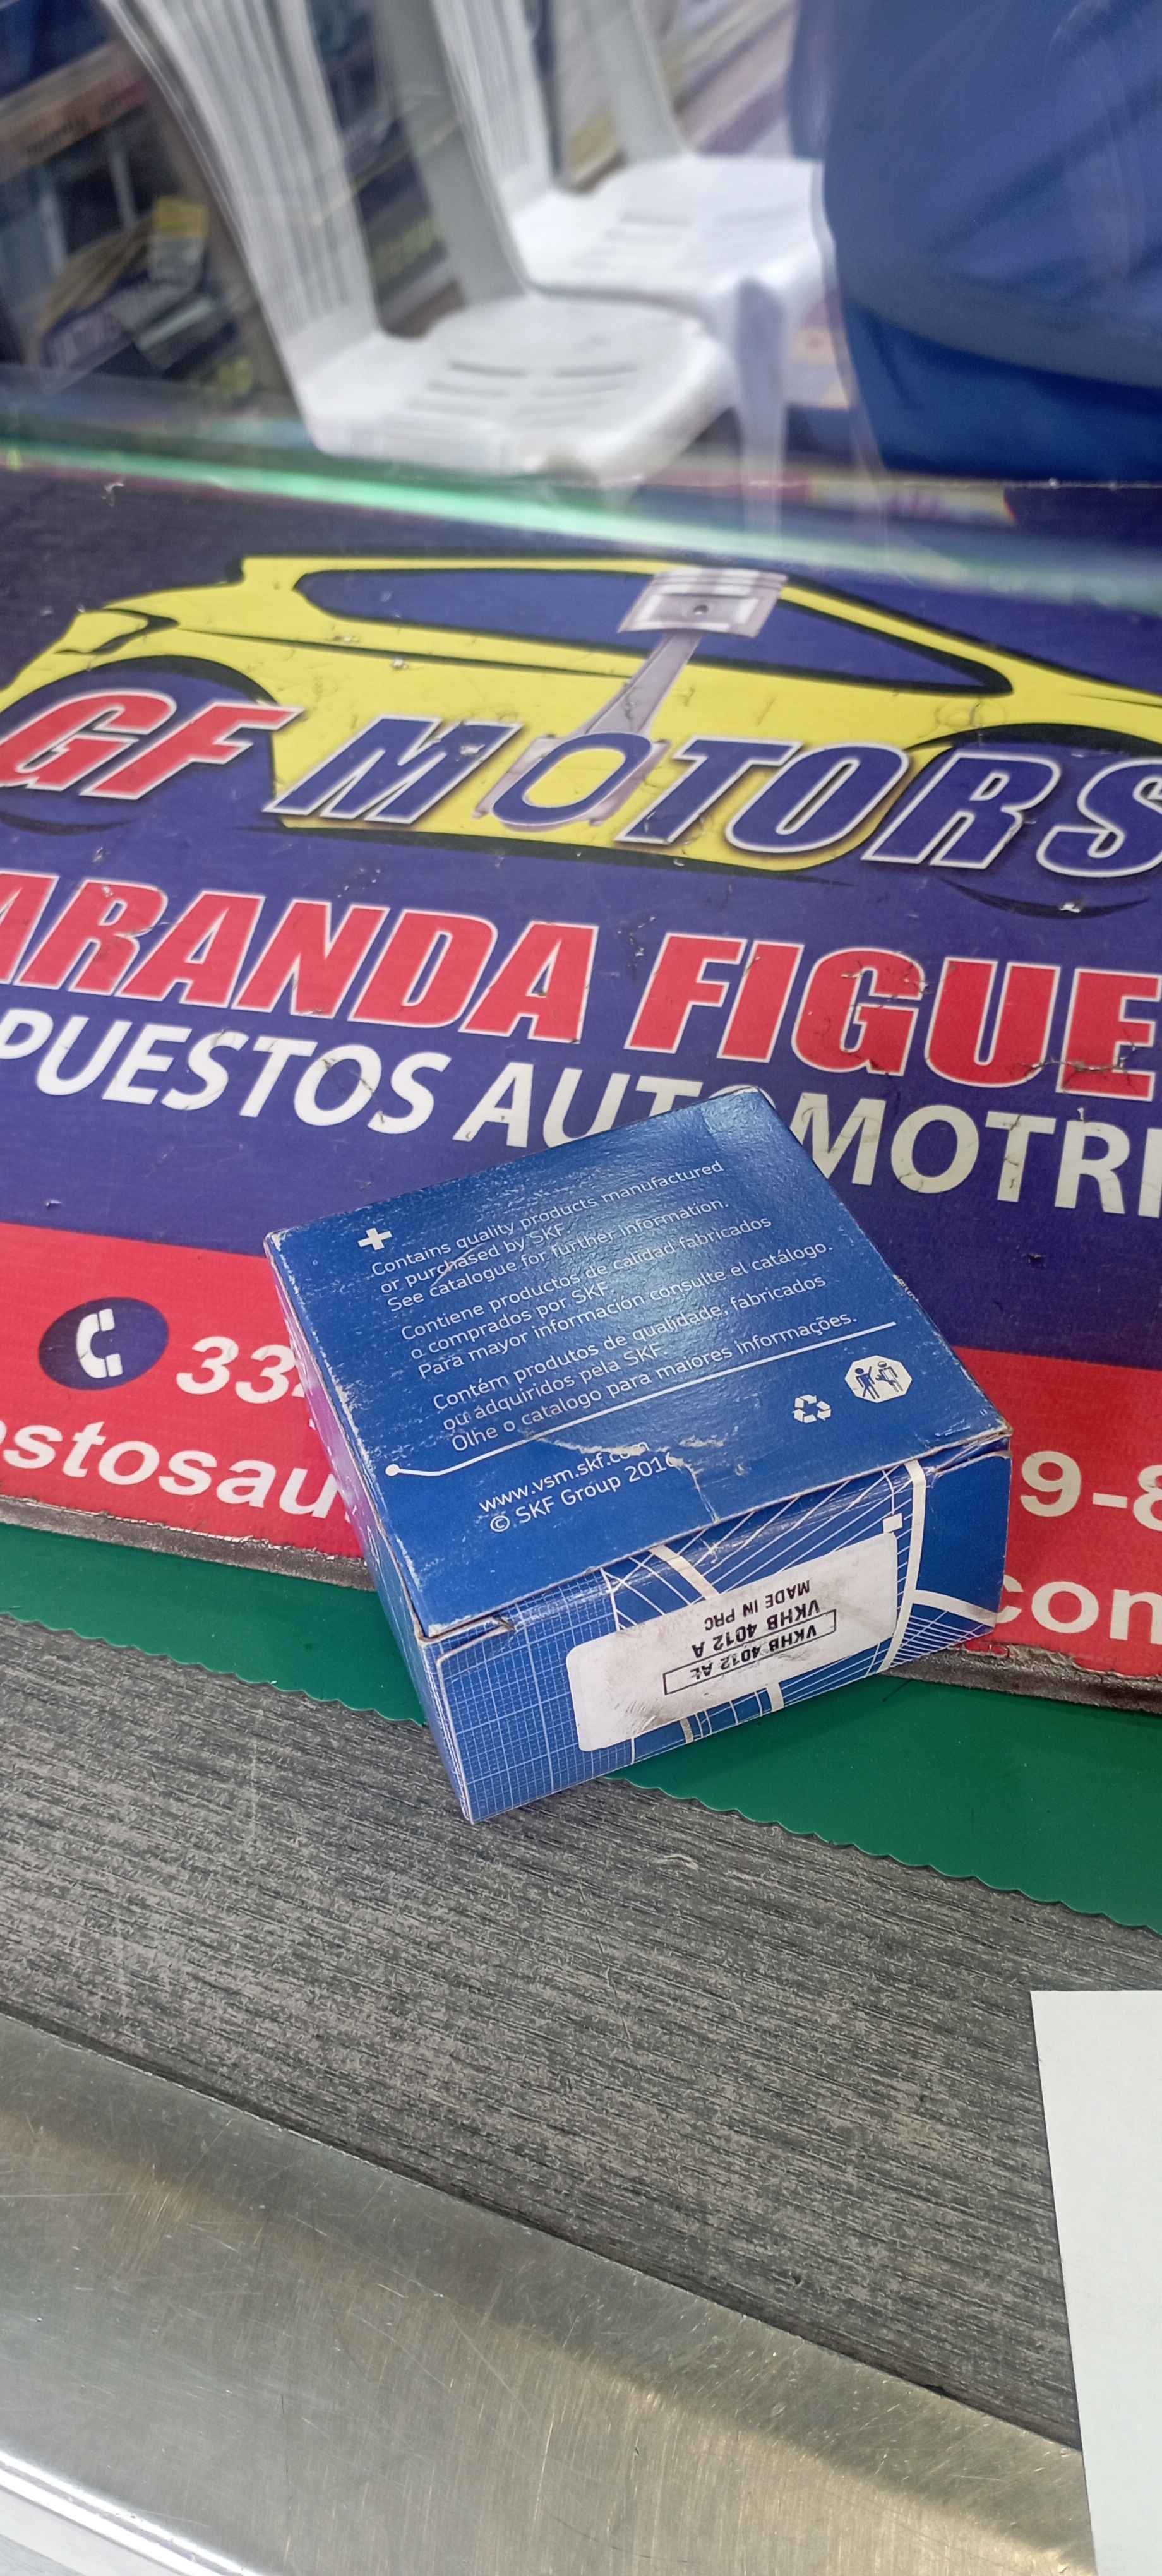 GF MOTORS
ARANDA FIGUE
PUESTOS AUTOMOTRI
33
9-8
stosau
com
Contains quality products manufactured
or purchased by SKF
See catalogue for further information.
Contiene productos de calidad fabricados
o comprados por SKF
Para mayor información consulte el catálogo.
Contém produtos de qualidade, fabricados
ou adquiridos pela SKF.
Olhe o catalogo para maiores informações.
www.vsm.skf.com
© SKF Group 2016
VKHB 4012 AL
VKHB 4012 A
MADE IN PRC